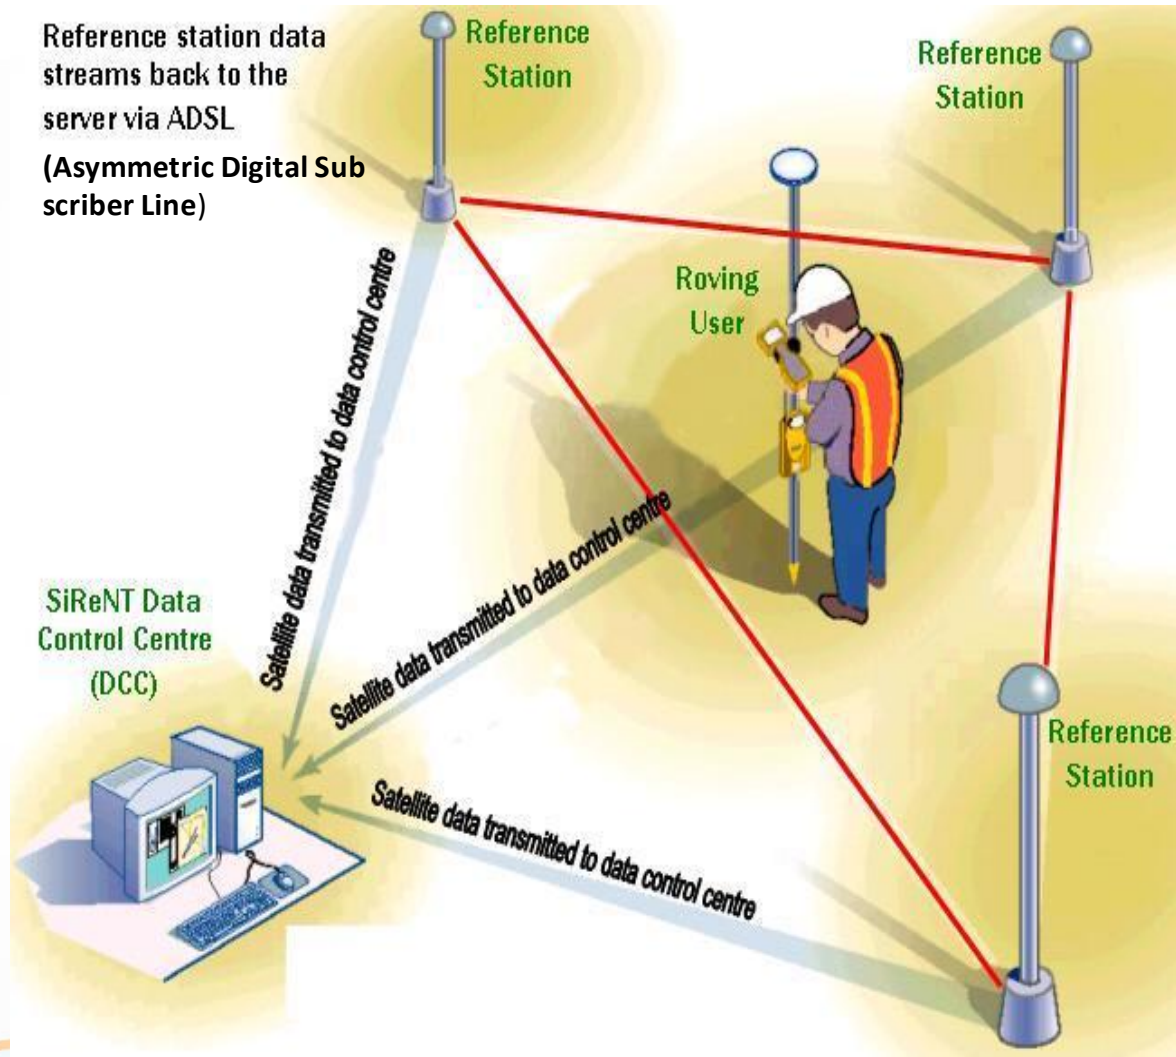 Reference station data
streams back to the
server via ADSL
(Asymmetric Digital Sub
scriber Line)
Reference
Station
Reference
Station
Roving
User
Satellite data transmitted to data control centre
Satellite data transmitted to data control centre
SiReNT Data
Control Centre
(DCC)
Satellite data transmitted to data control centre
Reference
Station